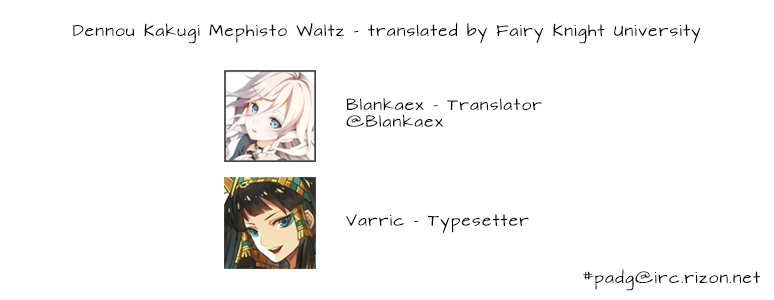 Dennou Kakugi Mephisto Waltz - translated by Fairy Knight University
Blankaex - Translator
@Blankaex
Varric - Typesetter
#padg@irc.rizon.net